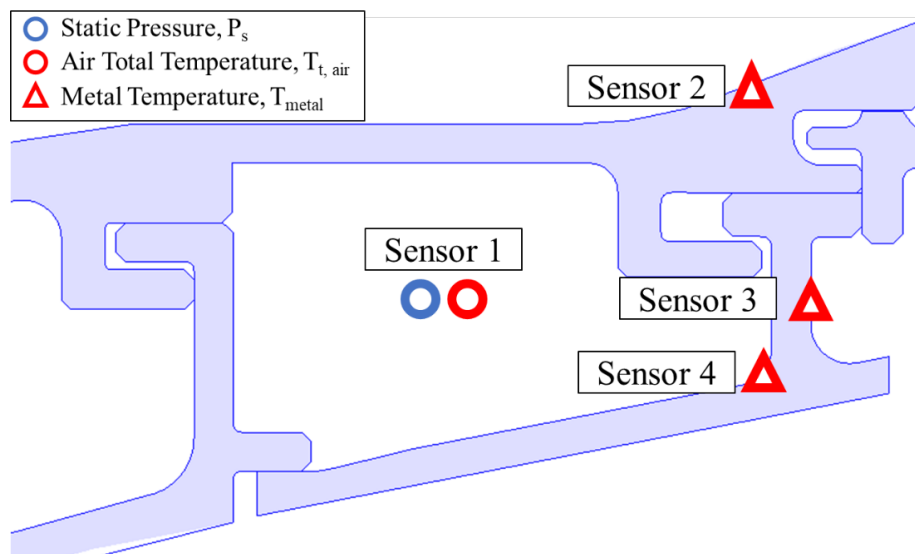 Static Pressure, Ps
Air Total Temperature, Tt, air
Metal Temperature, Tmetal
Sensor 2
Sensor 1
Sensor 3
Sensor 4